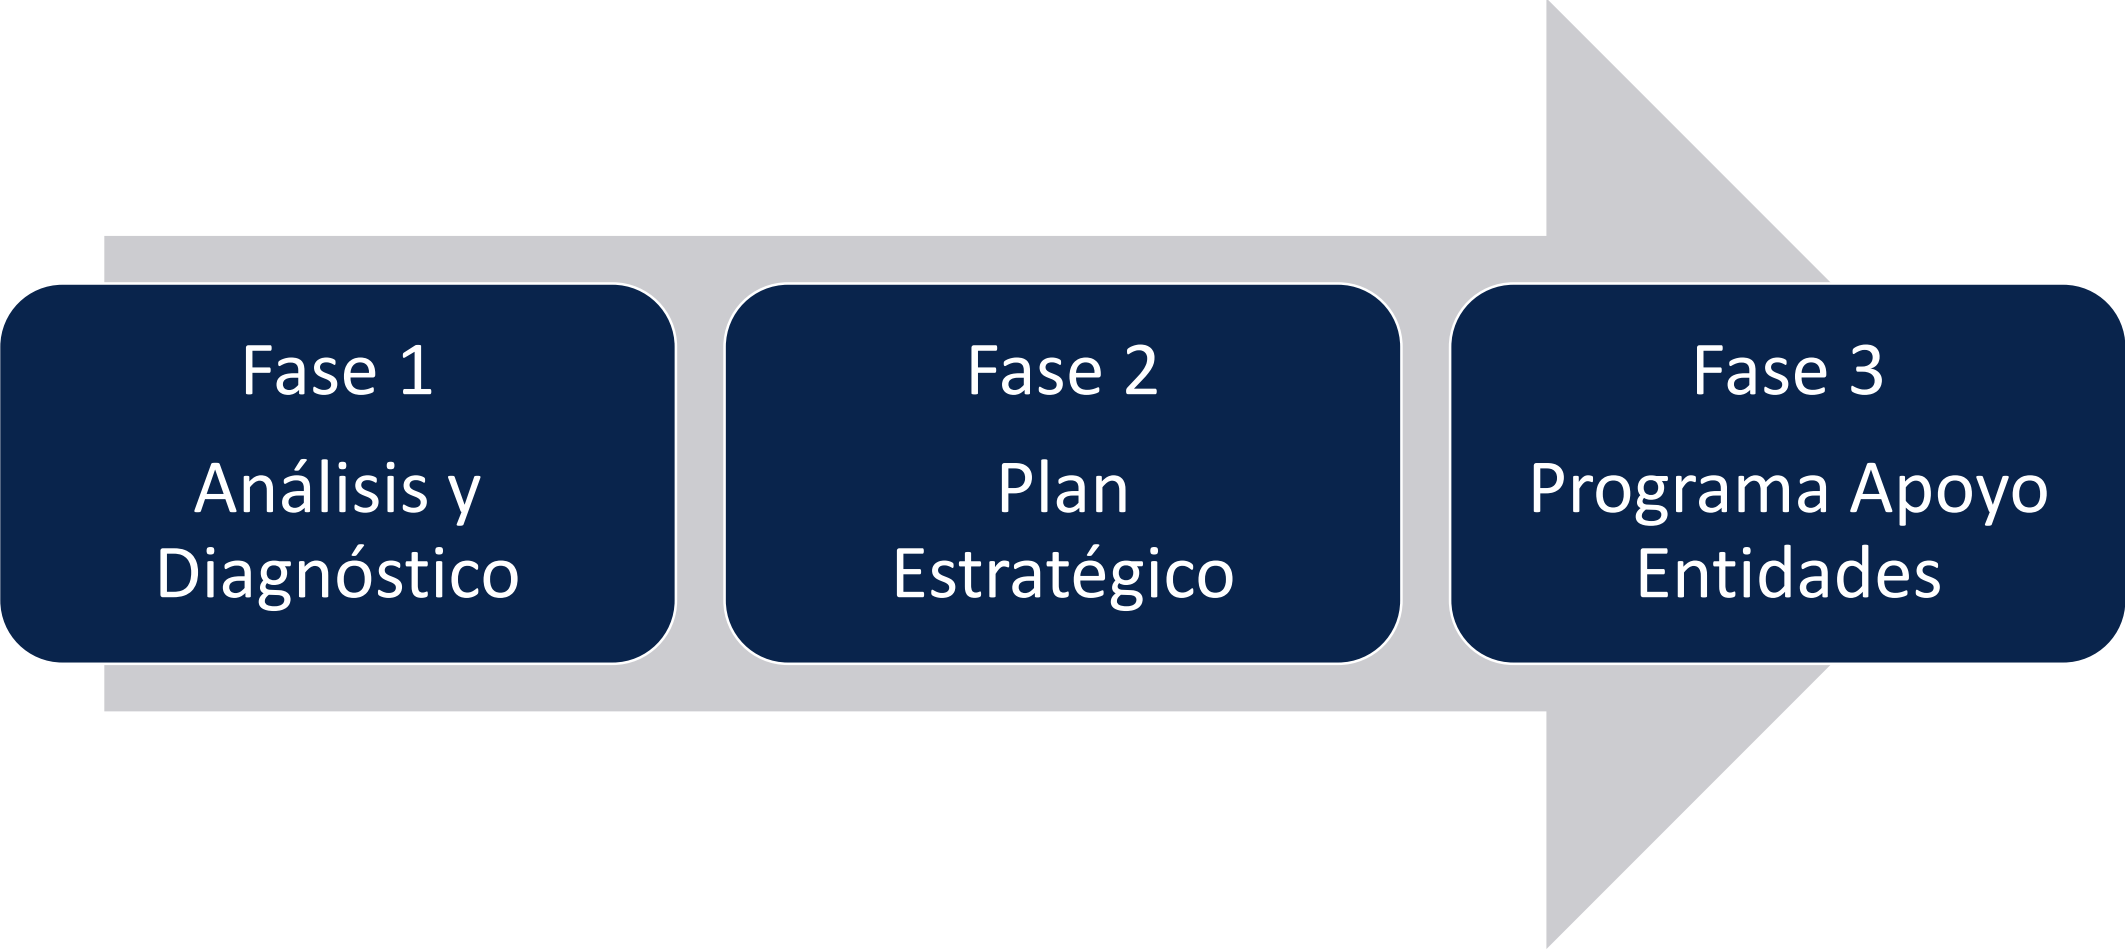 Fase 1
Análisis y
Diagnóstico
Fase 2
Plan
Estratégico
Fase 3
Programa Apoyo
Entidades